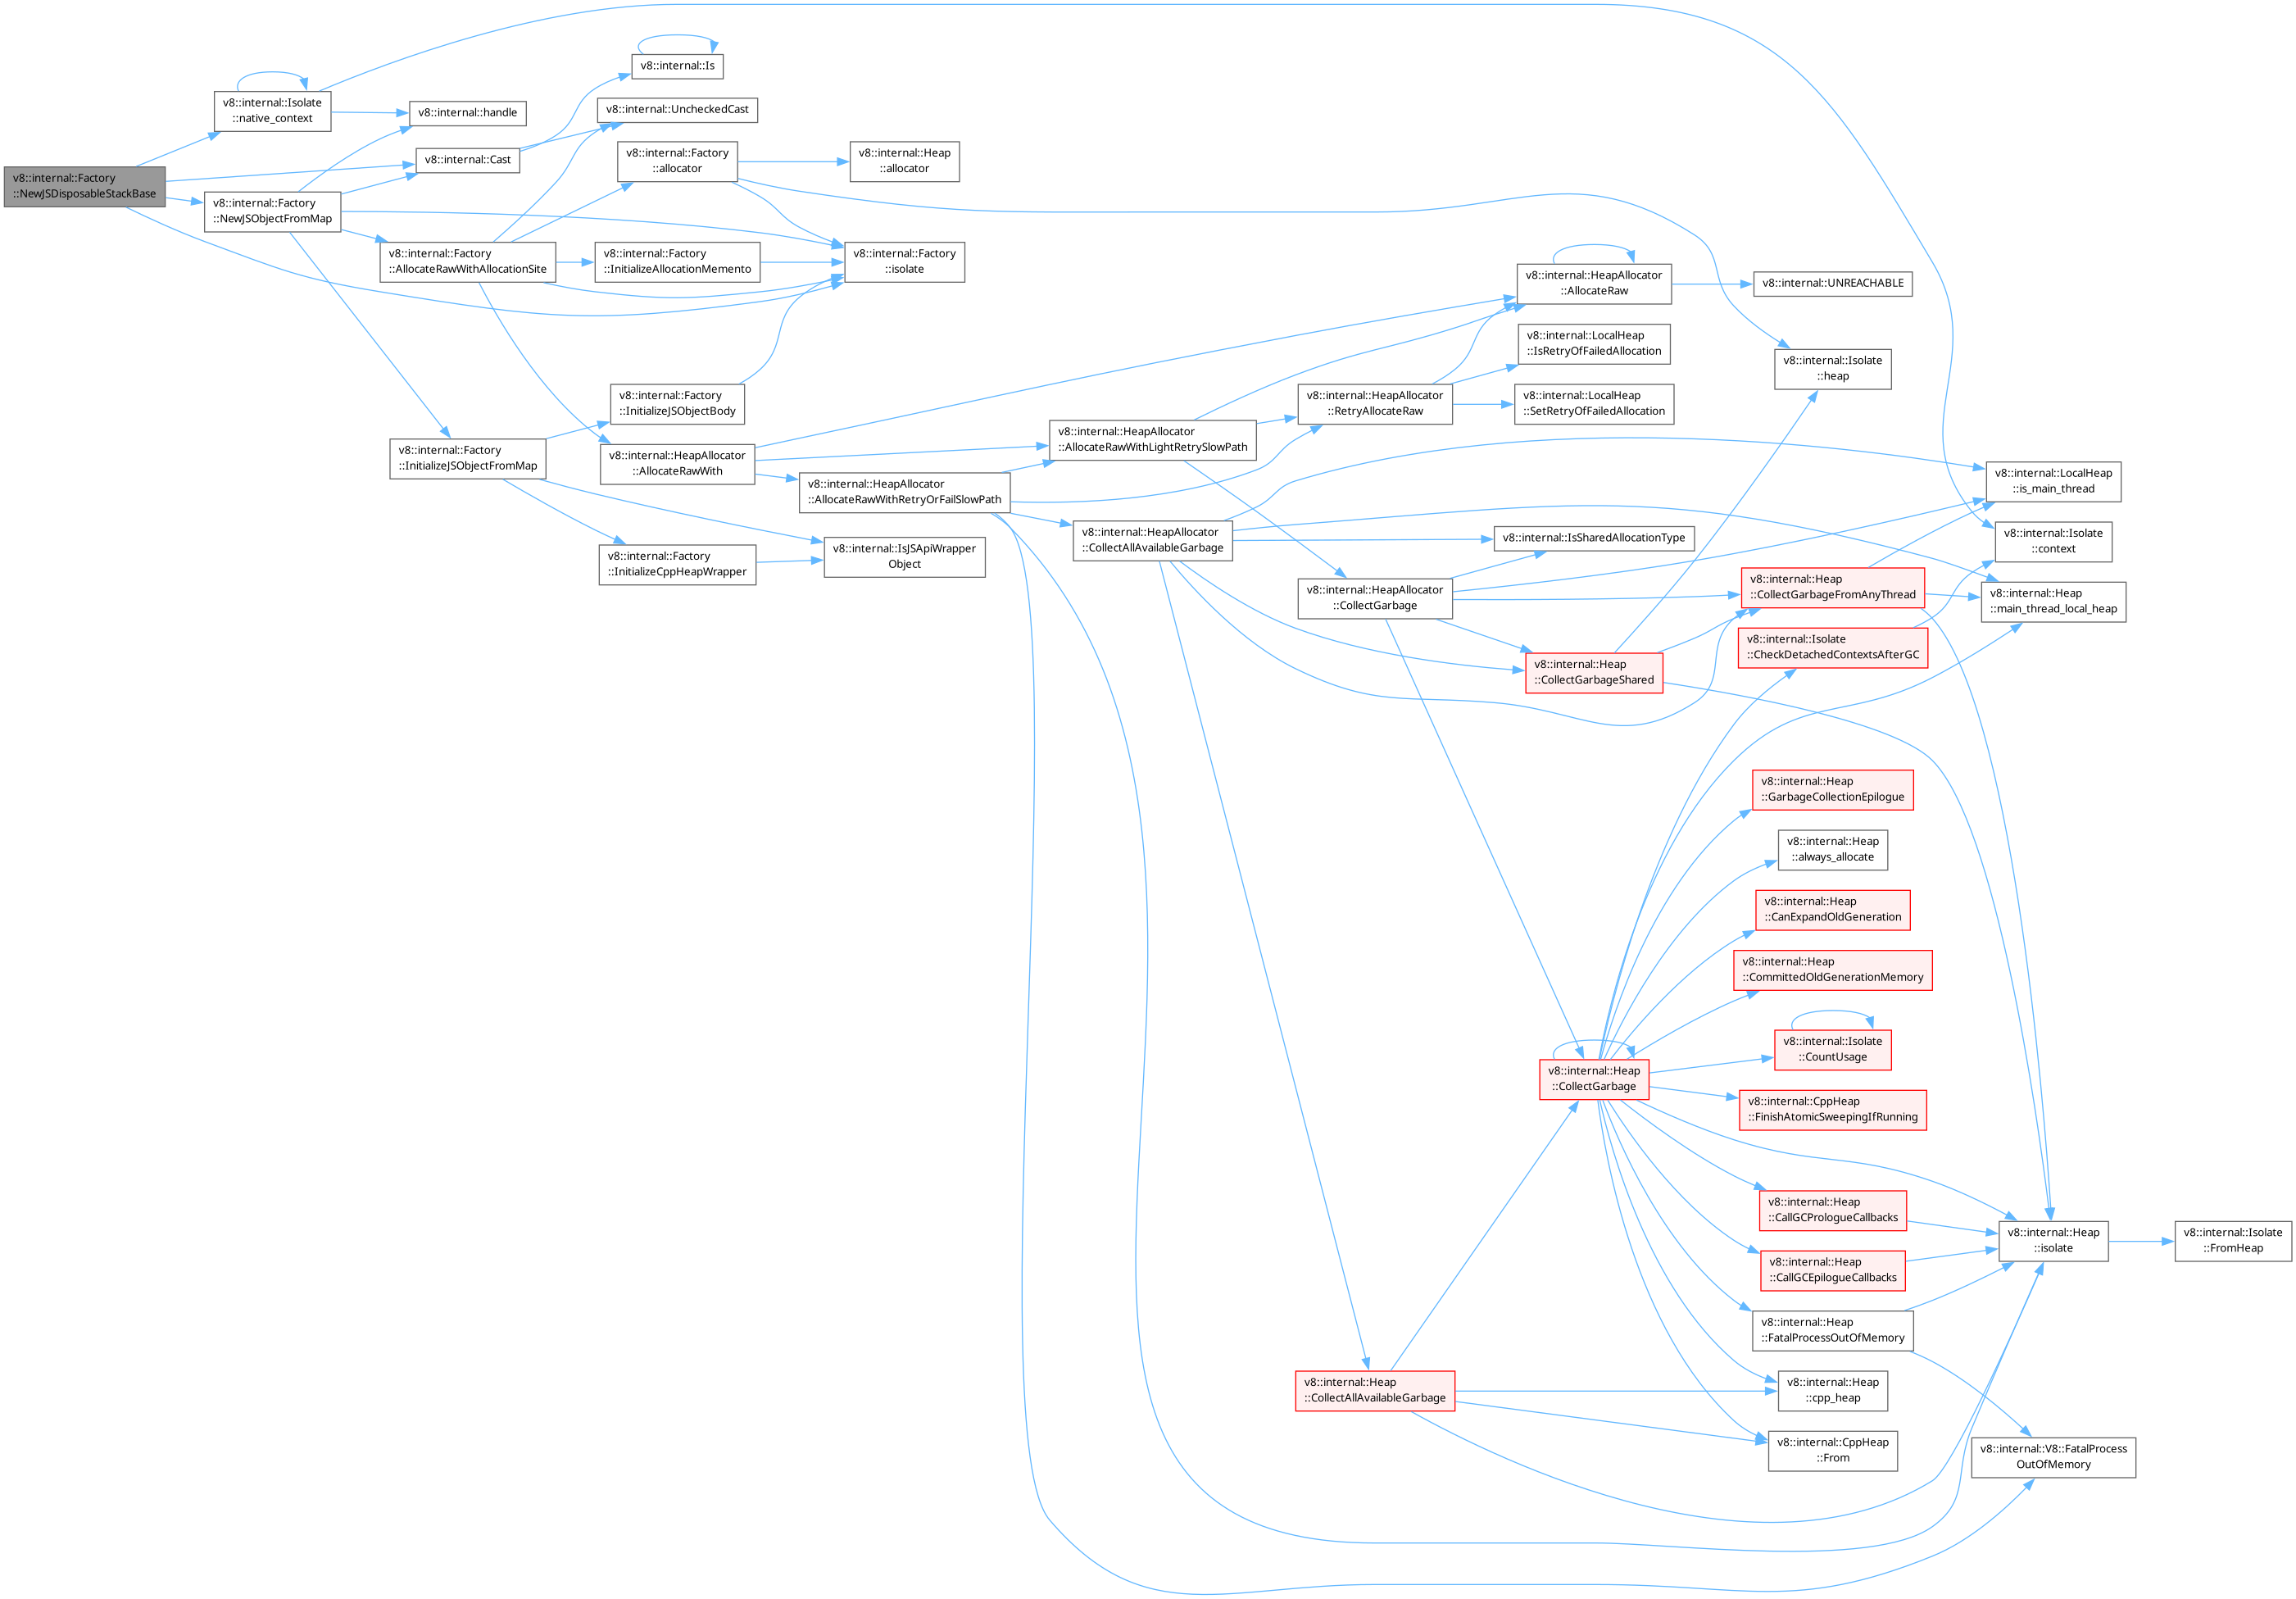 v8::internal::Factory
::NewJSDisposableStackBase
v8::internal::Isolate
::native_context
v8::internal::handle
v8::internal::Cast
v8::internal::Factory
::NewJSObjectFromMap
v8::internal::Is
v8::internal::UncheckedCast
v8::internal::Factory
::allocator
v8::internal::Heap
::allocator
v8::internal::Factory
::AllocateRawWithAllocationSite
v8::internal::Factory
::InitializeAllocationMemento
v8::internal::Factory
::isolate
v8::internal::Factory
::InitializeJSObjectBody
v8::internal::Factory
::InitializeJSObjectFromMap
v8::internal::HeapAllocator
::AllocateRawWith
v8::internal::HeapAllocator
::AllocateRawWithRetryOrFailSlowPath
v8::internal::Factory
::InitializeCppHeapWrapper
v8::internal::IsJSApiWrapper
Object
v8::internal::HeapAllocator
::AllocateRawWithLightRetrySlowPath
v8::internal::HeapAllocator
::CollectAllAvailableGarbage
v8::internal::HeapAllocator
::AllocateRaw
v8::internal::UNREACHABLE
v8::internal::LocalHeap
::IsRetryOfFailedAllocation
v8::internal::HeapAllocator
::RetryAllocateRaw
v8::internal::LocalHeap
::SetRetryOfFailedAllocation
v8::internal::Isolate
::heap
v8::internal::LocalHeap
::is_main_thread
v8::internal::IsSharedAllocationType
v8::internal::Isolate
::context
v8::internal::HeapAllocator
::CollectGarbage
v8::internal::Heap
::CollectGarbageFromAnyThread
v8::internal::Heap
::main_thread_local_heap
v8::internal::Isolate
::CheckDetachedContextsAfterGC
v8::internal::Heap
::CollectGarbageShared
v8::internal::Heap
::GarbageCollectionEpilogue
v8::internal::Heap
::always_allocate
v8::internal::Heap
::CanExpandOldGeneration
v8::internal::Heap
::CommittedOldGenerationMemory
v8::internal::Isolate
::CountUsage
v8::internal::Heap
::CollectGarbage
v8::internal::CppHeap
::FinishAtomicSweepingIfRunning
v8::internal::Heap
::CallGCPrologueCallbacks
v8::internal::Heap
::isolate
v8::internal::Isolate
::FromHeap
v8::internal::Heap
::CallGCEpilogueCallbacks
v8::internal::Heap
::FatalProcessOutOfMemory
v8::internal::Heap
::CollectAllAvailableGarbage
v8::internal::Heap
::cpp_heap
v8::internal::CppHeap
::From
v8::internal::V8::FatalProcess
OutOfMemory